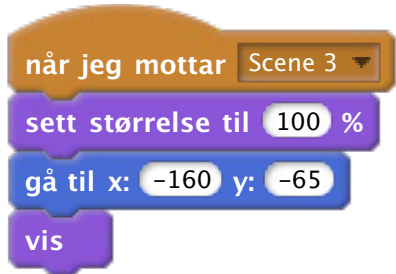 når jeg mottar Scene 3
sett størrelse til 100 %
gå til x: -160 y: -65
vis